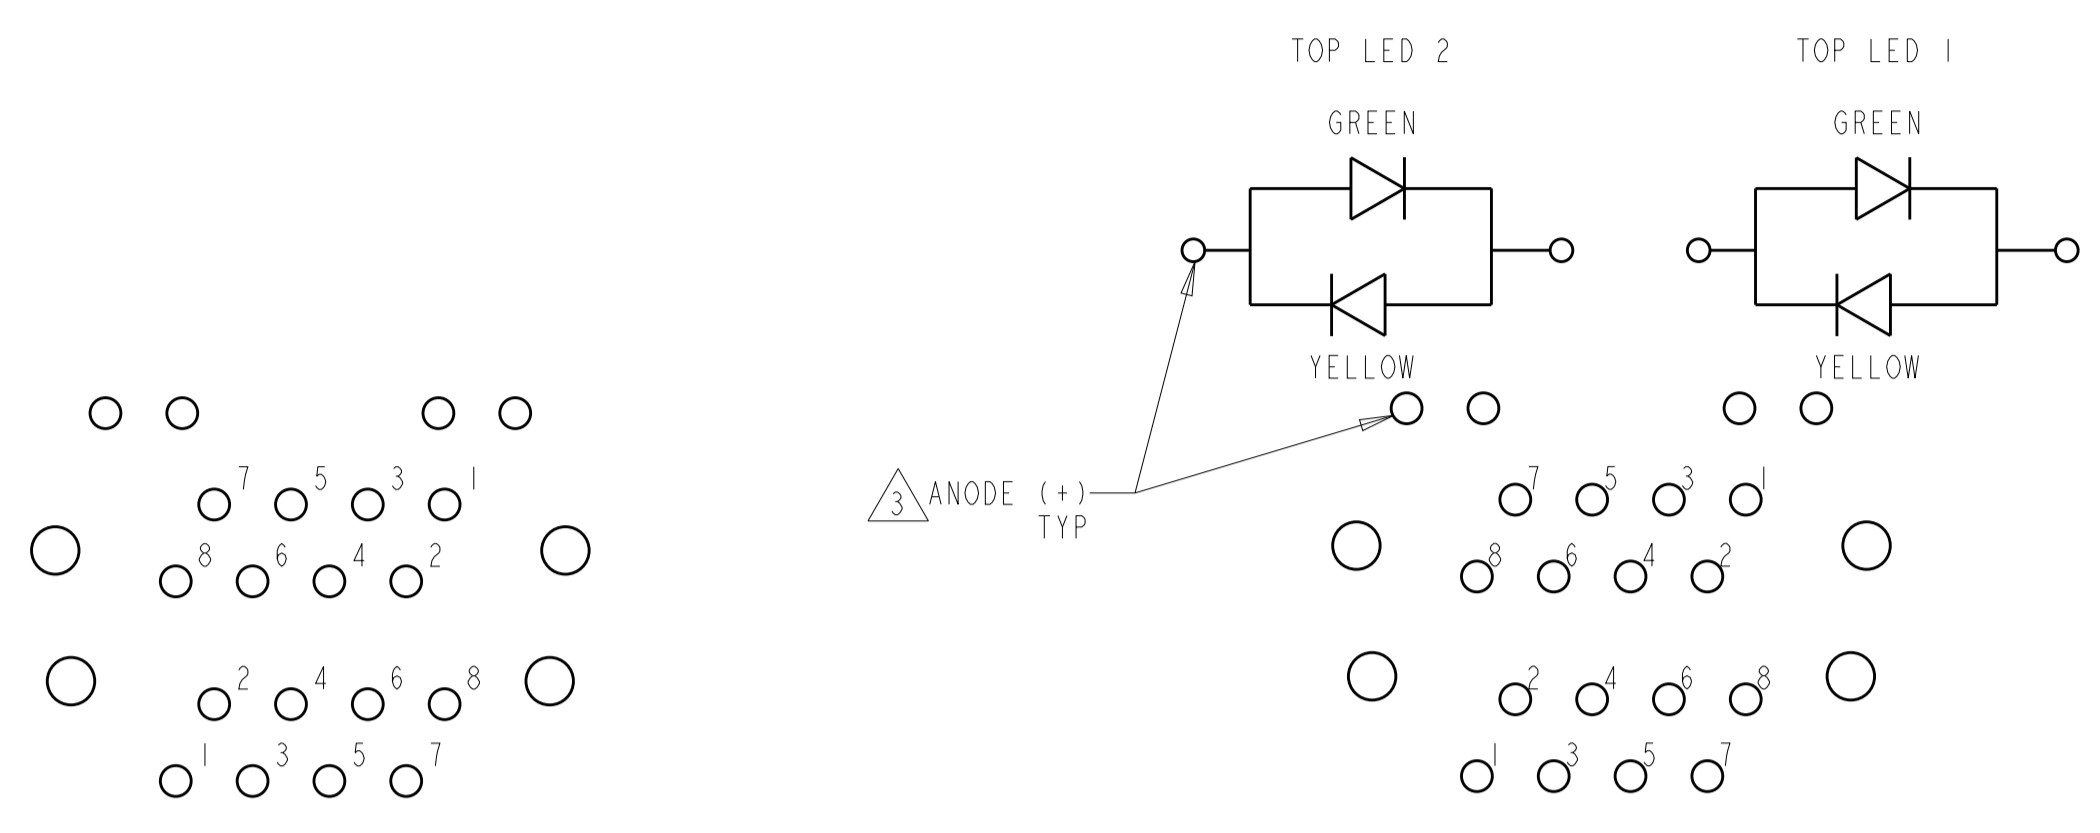 TOP LED 2
TOP LED 1
GREEN
GREEN
YELLOW
YELLOW
3 ANODE (+)
TYP
7 5 3 1
8 6 4 2
2 4 6 8
1 3 5 7
7 5 3 1
8 6 4 2
2 4 6 8
1 3 5 7